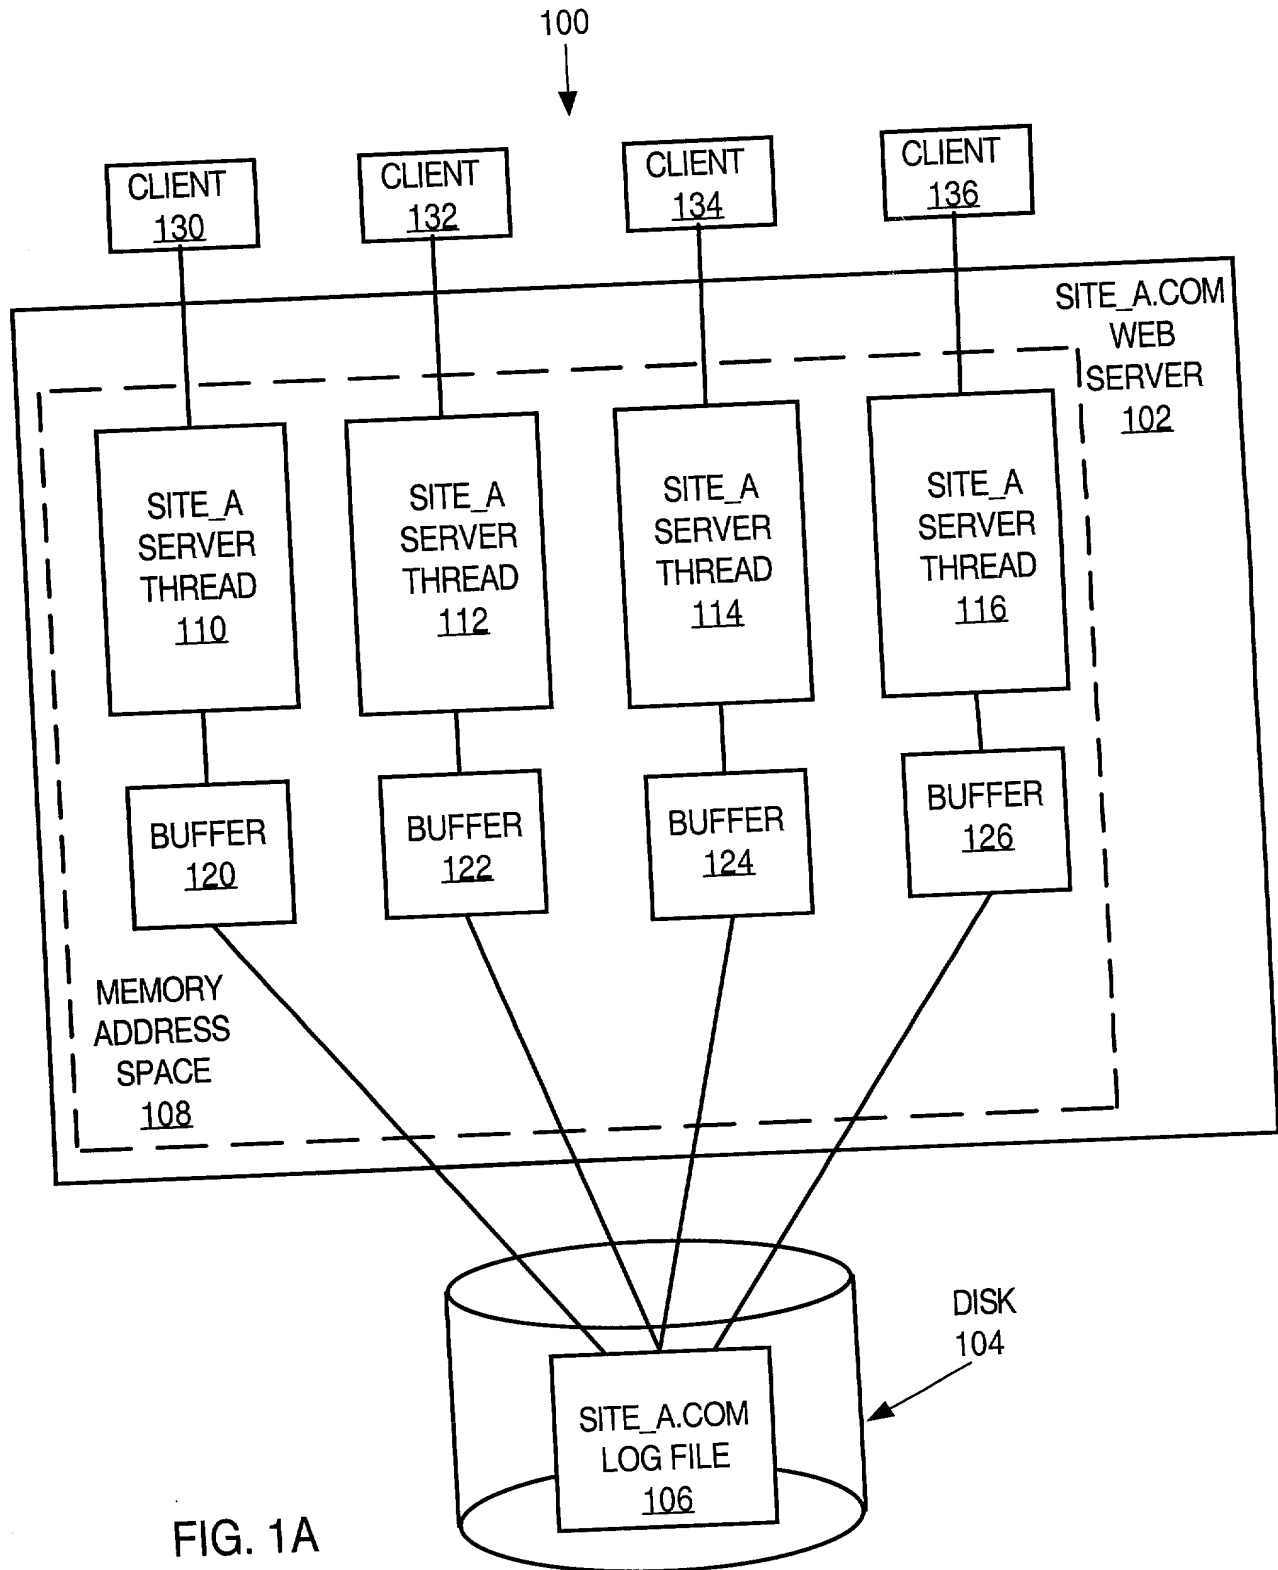 100
CLIENT
130
CLIENT
132
CLIENT
134
CLIENT
136
SITE_A.COM
WEB
SERVER
102
SITE_A
SERVER
THREAD
110
SITE_A
SERVER
THREAD
112
SITE_A
SERVER
THREAD
114
SITE_A
SERVER
THREAD
116
BUFFER
120
BUFFER
122
BUFFER
124
BUFFER
126
MEMORY
ADDRESS
SPACE
108
DISK
104
SITE_A.COM
LOG FILE
106
FIG. 1A